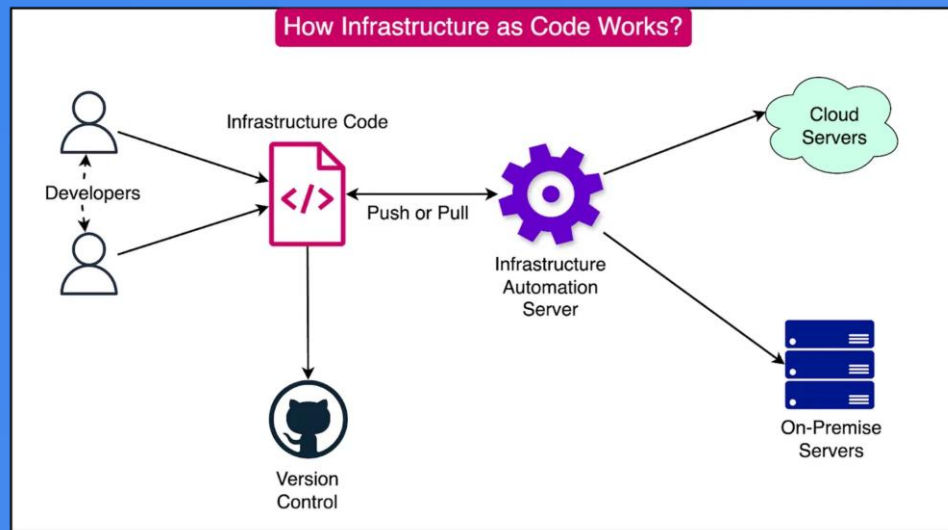 How Infrastructure as Code Works?
Developers
Infrastructure Code
</>
Push or Pull
Infrastructure
Automation
Server
Cloud
Servers
On-Premise
Servers
Version
Control